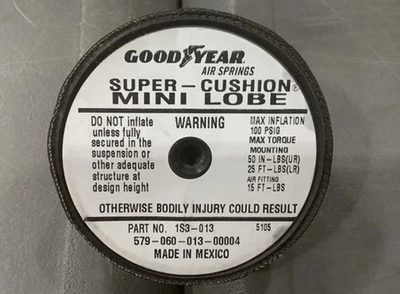 GOODYEAR
AIR SPRINGS
SUPER-CUSHION®
MINI LOBE
DO NOT inflate
unless fully
secured in the
suspension or
other adequate
structure at
design height
WARNING
MAX INFLATION
100 PSIG
MAX TORQUE
MOUNTING
50 IN-LBS(UR)
25 FT-LBS(LR)
AIR FITTING
15 FT-LBS
OTHERWISE BODILY INJURY COULD RESULT
PART NO. 1S3-013 5105
579-060-013-00004
MADE IN MEXICO